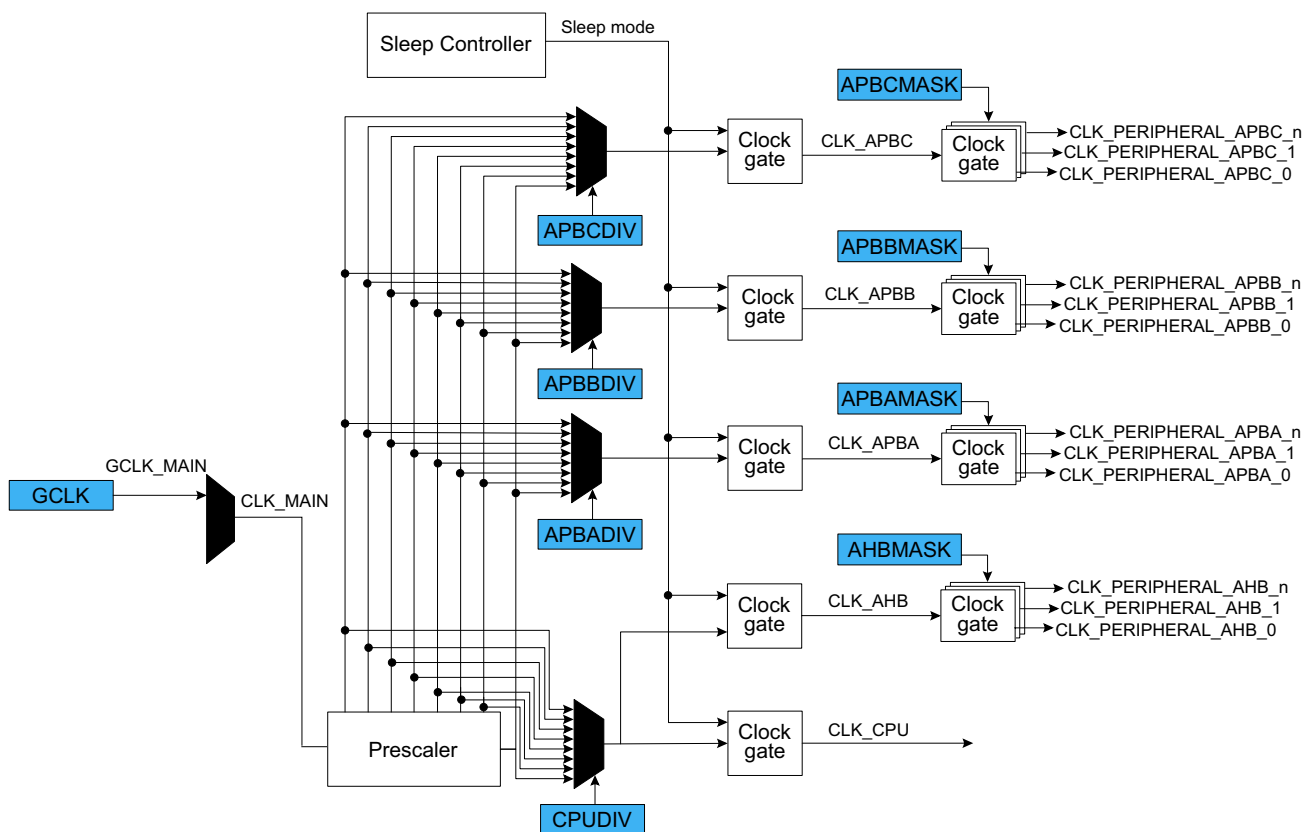 Sleep mode
Sleep Controller
APBCMASK
Clock
gate
CLK_APBC
Clock
gate
CLK_PERIPHERAL_APBC_n
CLK_PERIPHERAL_APBC_1
CLK_PERIPHERAL_APBC_0
APBCDIV
APBBMASK
Clock
gate
CLK_APBB
Clock
gate
CLK_PERIPHERAL_APBB_n
CLK_PERIPHERAL_APBB_1
CLK_PERIPHERAL_APBB_0
APBBDIV
APBAMASK
Clock
gate
CLK_APBA
Clock
gate
CLK_PERIPHERAL_APBA_n
CLK_PERIPHERAL_APBA_1
CLK_PERIPHERAL_APBA_0
GCLK_MAIN
GCLK
CLK_MAIN
APBADIV
AHBMASK
Clock
gate
CLK_AHB
Clock
gate
CLK_PERIPHERAL_AHB_n
CLK_PERIPHERAL_AHB_1
CLK_PERIPHERAL_AHB_0
Prescaler
Clock
gate
CLK_CPU
CPUDIV